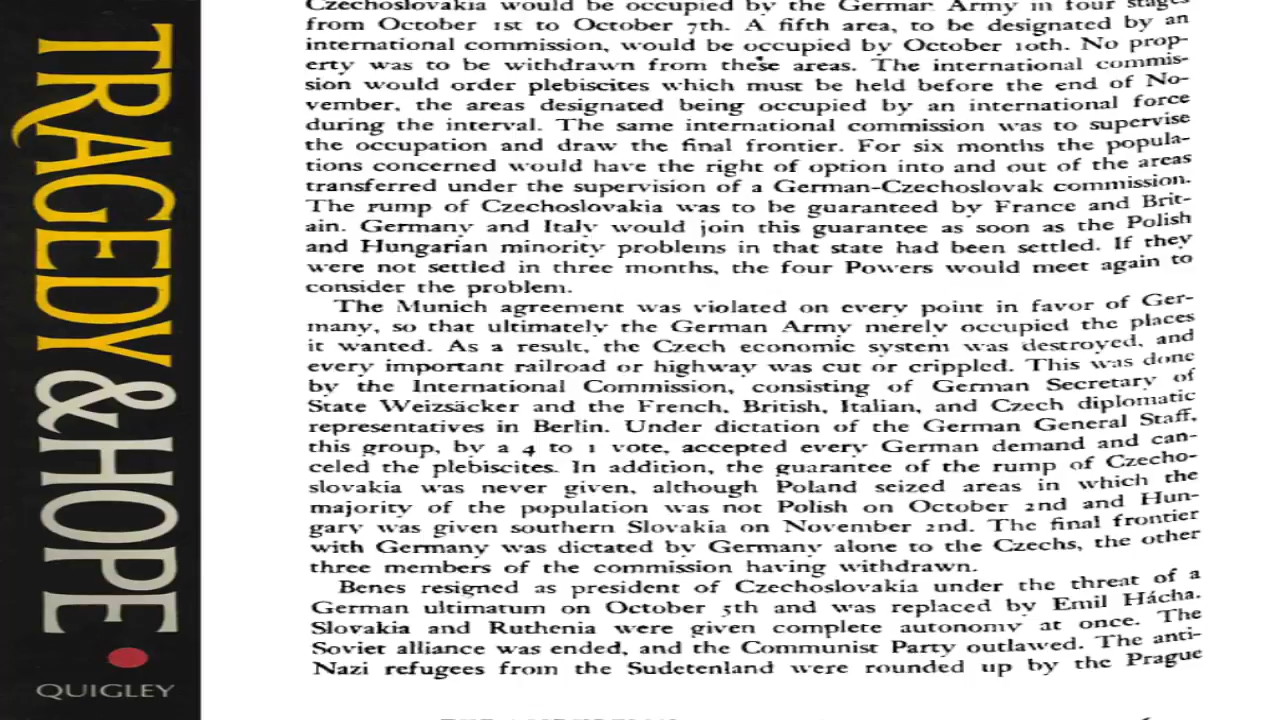 TRAGEDY & HOPE
QUIGLEY
Czechoslovakia would be occupied by the German Army in four stages
from October 1st to October 7th. A fifth area, to be designated by an
international commission, would be occupied by October 10th. No prop-
erty was to be withdrawn from these areas. The international commis-
sion would order plebiscites which must be held before the end of No-
vember, the areas designated being occupied by an international force
during the interval. The same international commission was to supervise
the occupation and draw the final frontier. For six months the popula-
tions concerned would have the right of option into and out of the areas
transferred under the supervision of a German-Czechoslovak commission.
The rump of Czechoslovakia was to be guaranteed by France and Brit-
ain. Germany and Italy would join this guarantee as soon as the Polish
and Hungarian minority problems in that state had been settled. If they
were not settled in three months, the four Powers would meet again to
consider the problem.
The Munich agreement was violated on every point in favor of Ger-
many, so that ultimately the German Army merely occupied the places
it wanted. As a result, the Czech economic system was destroyed, and
every important railroad or highway was cut or crippled. This was done
by the International Commission, consisting of German Secretary of
State Weizsäcker and the French, British, Italian, and Czech diplomatic
representatives in Berlin. Under dictation of the German General Staff,
this group, by a 4 to 1 vote, accepted every German demand and can-
celed the plebiscites. In addition, the guarantee of the rump of Czecho-
slovakia was never given, although Poland seized areas in which the
majority of the population was not Polish on October 2nd and Hun-
gary was given southern Slovakia on November 2nd. The final frontier
with Germany was dictated by Germany alone to the Czechs, the other
three members of the commission having withdrawn.
Benes resigned as president of Czechoslovakia under the threat of a
German ultimatum on October 5th and was replaced by Emil Hácha.
Slovakia and Ruthenia were given complete autonomy at once. The
Soviet alliance was ended, and the Communist Party outlawed. The anti-
Nazi refugees from the Sudetenland were rounded up by the Prague